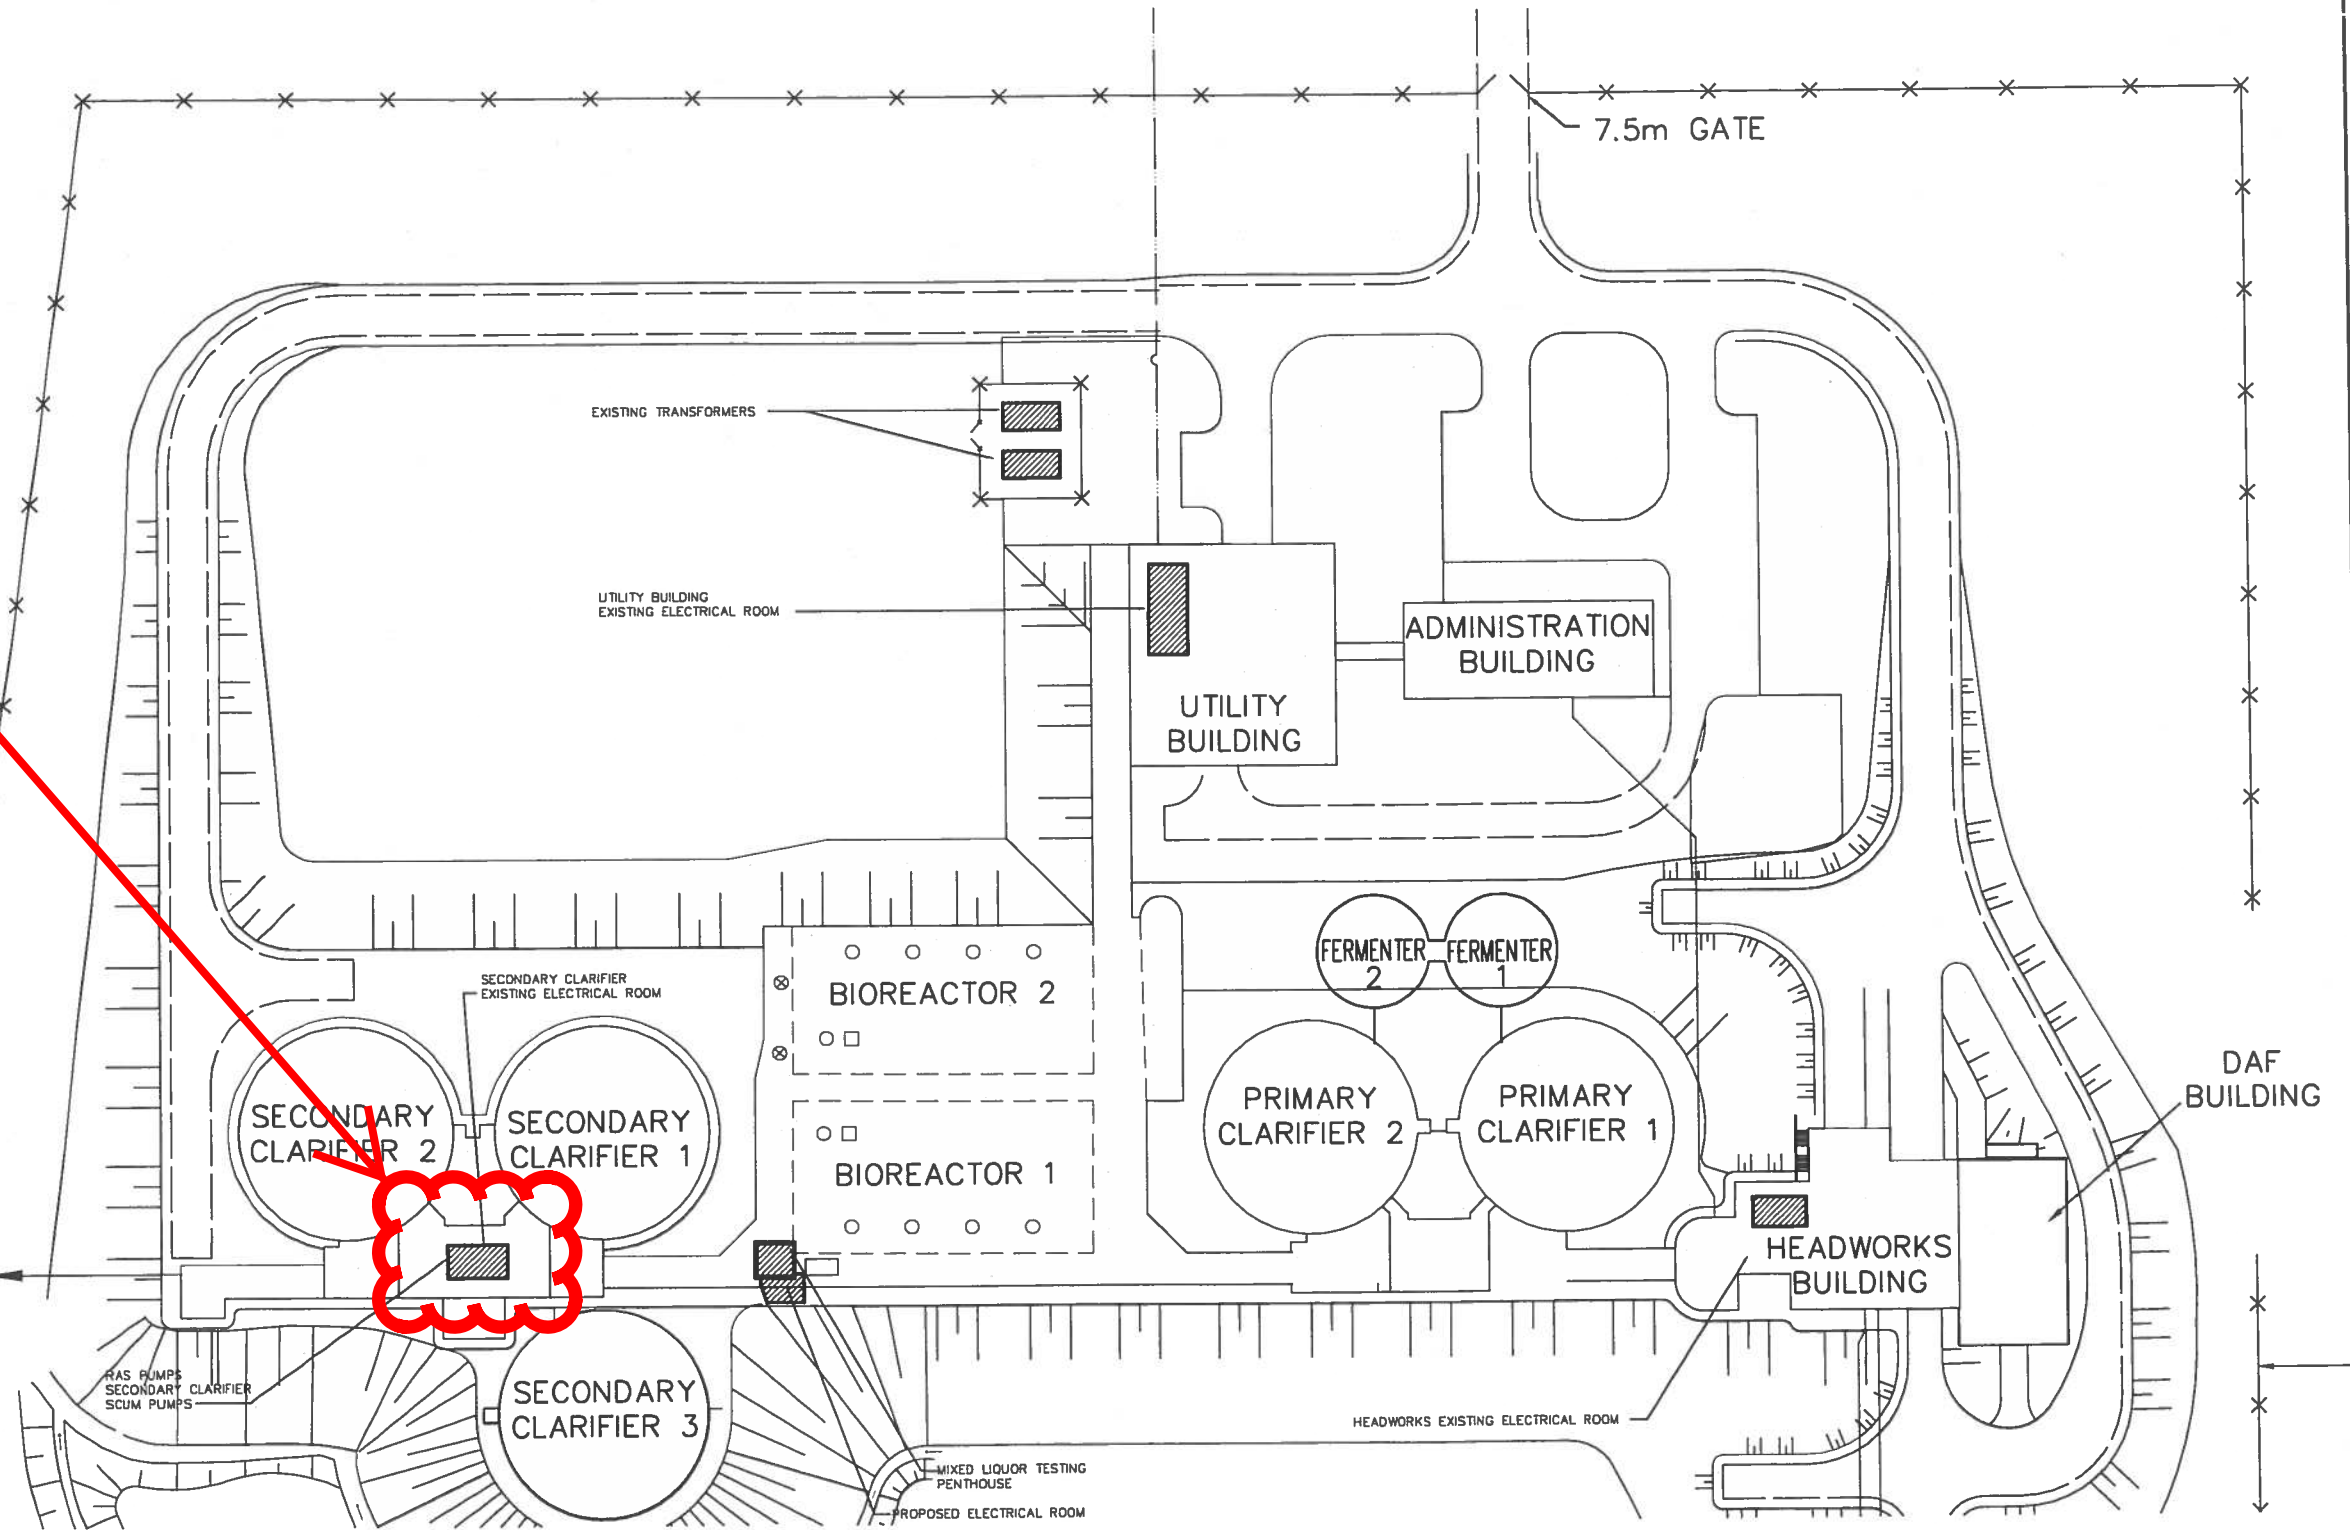 7.5m GATE
EXISTING TRANSFORMERS
UTILITY BUILDING
EXISTING ELECTRICAL ROOM
ADMINISTRATION
BUILDING
UTILITY
BUILDING
FERMENTER
2
FERMENTER
1
SECONDARY CLARIFIER
EXISTING ELECTRICAL ROOM
BIOREACTOR 2
DAF
BUILDING
SECONDARY
CLARIFIER 2
SECONDARY
CLARIFIER 1
PRIMARY
CLARIFIER 2
PRIMARY
CLARIFIER 1
BIOREACTOR 1
HEADWORKS
BUILDING
RAS PUMPS
SECONDARY CLARIFIER
SCUM PUMPS
SECONDARY
CLARIFIER 3
HEADWORKS EXISTING ELECTRICAL ROOM
MIXED LIQUOR TESTING
PENTHOUSE
PROPOSED ELECTRICAL ROOM